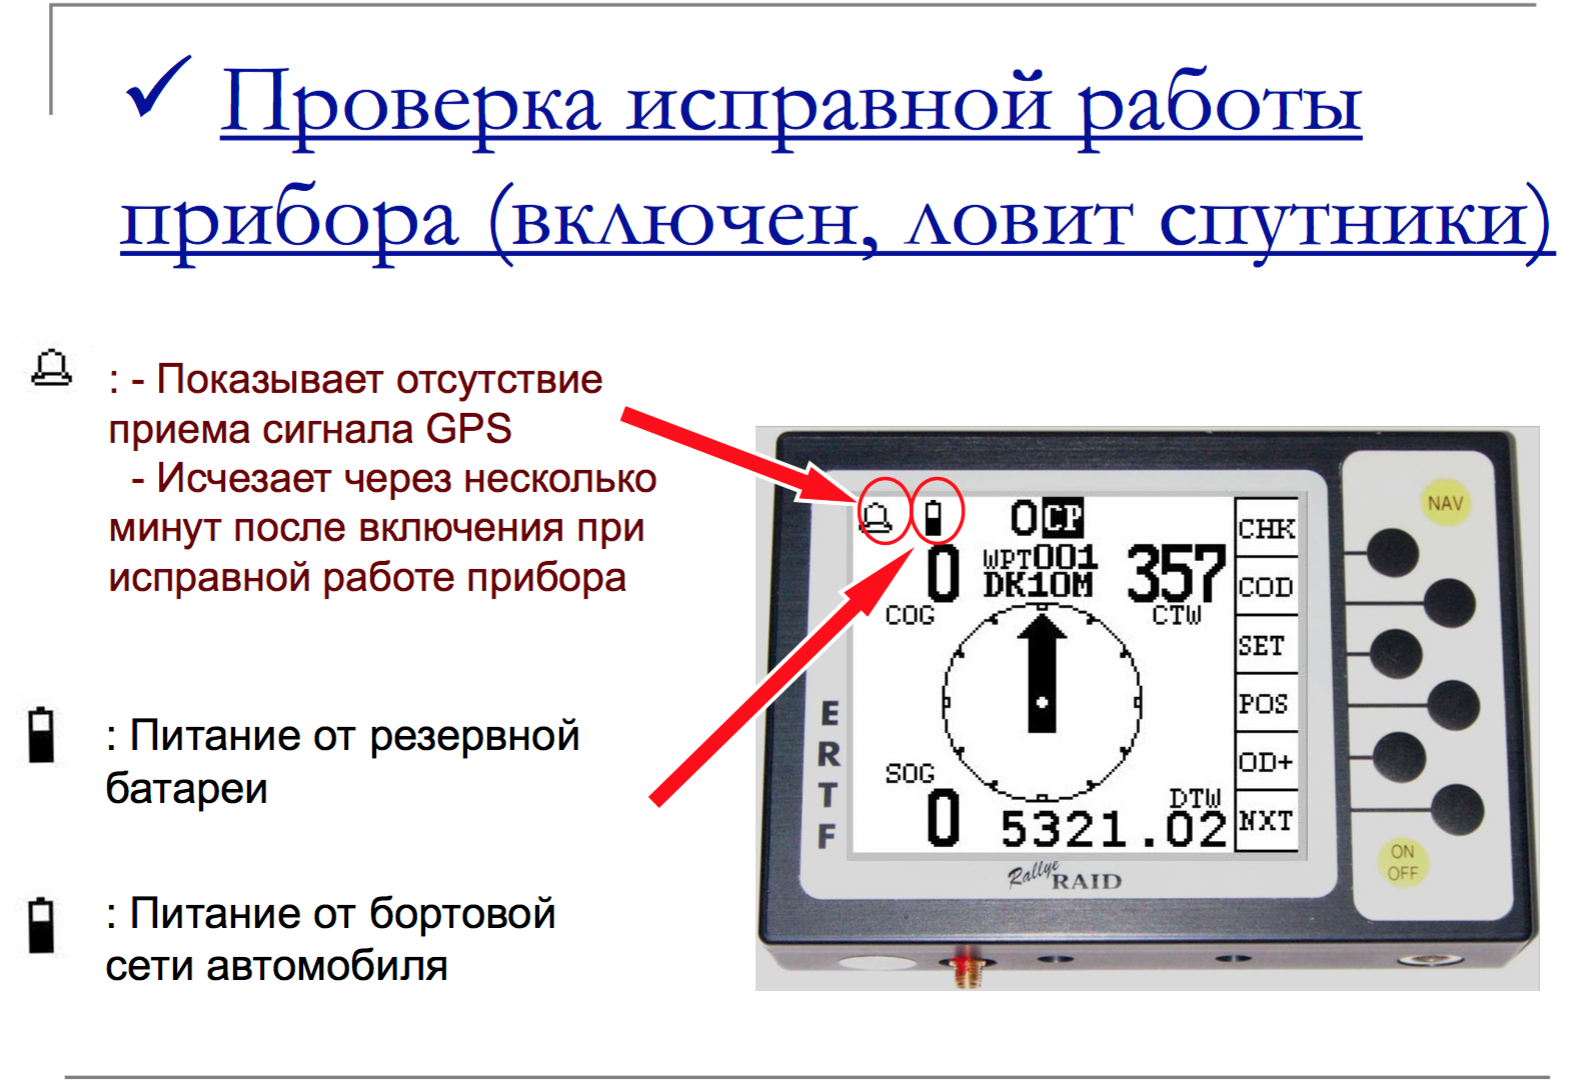 ✓ Проверка исправной работы
прибора (включен, ловит спутники)
: - Показывает отсутствие
приема сигнала GPS
- Исчезает через несколько
минут после включения при
исправной работе прибора
: Питание от резервной
батареи
: Питание от бортовой
сети автомобиля
0CP
0
WPT001
DK10M
357
COG
CTW
SOG
0
DTW
5321.02
CHK
COD
SET
POS
OD+
NXT
NAV
ON
OFF
E
R
T
F
Rallye
RAID